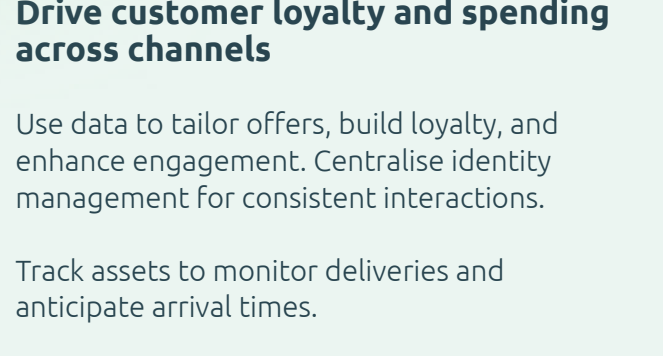 Drive customer loyalty and spending
across channels
Use data to tailor offers, build loyalty, and
enhance engagement. Centralise identity
management for consistent interactions.
Track assets to monitor deliveries and
anticipate arrival times.